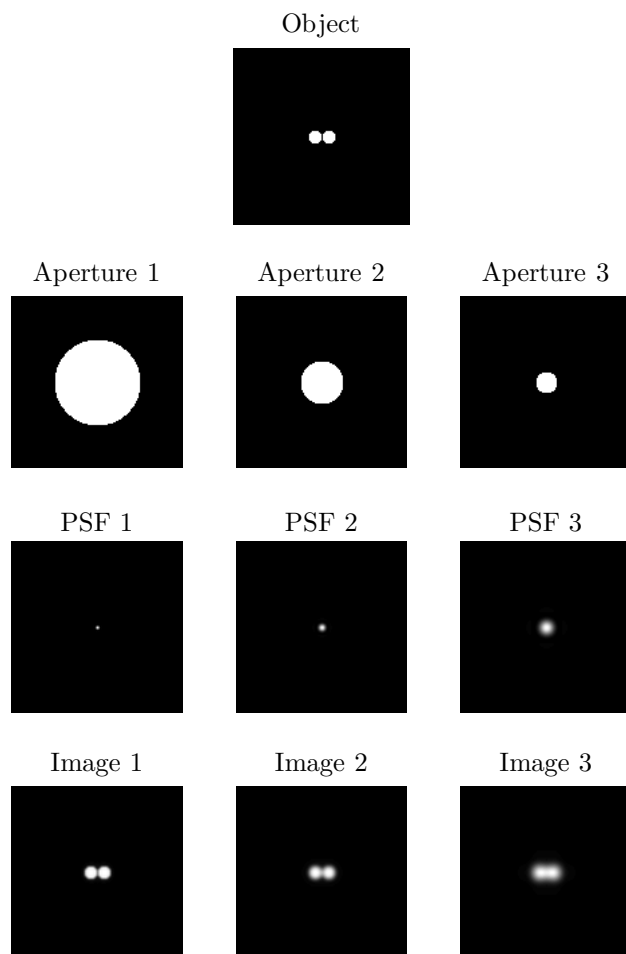 Object
Aperture 1
Aperture 2
Aperture 3
PSF 1
PSF 2
PSF 3
Image 1
Image 2
Image 3